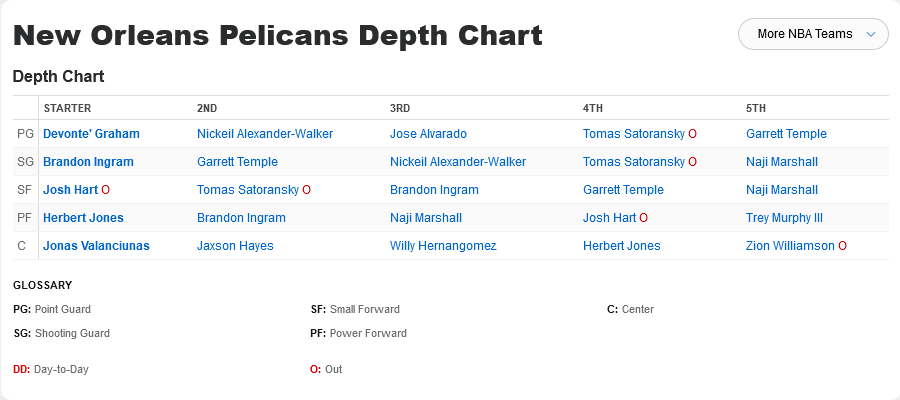 New Orleans Pelicans Depth Chart
More NBA Teams
Depth Chart
STARTER 2ND 3RD 4TH 5TH
PG Devonte' Graham Nickeil Alexander-Walker Jose Alvarado Tomas Satoransky O Garrett Temple
SG Brandon Ingram Garrett Temple Nickeil Alexander-Walker Tomas Satoransky O Naji Marshall
SF Josh Hart O Tomas Satoransky O Brandon Ingram Garrett Temple Naji Marshall
PF Herbert Jones Brandon Ingram Naji Marshall Josh Hart O Trey Murphy III
C Jonas Valanciunas Jaxson Hayes Willy Hernangomez Herbert Jones Zion Williamson O
GLOSSARY
PG: Point Guard SF: Small Forward C: Center
SG: Shooting Guard PF: Power Forward
DD: Day-to-Day O: Out